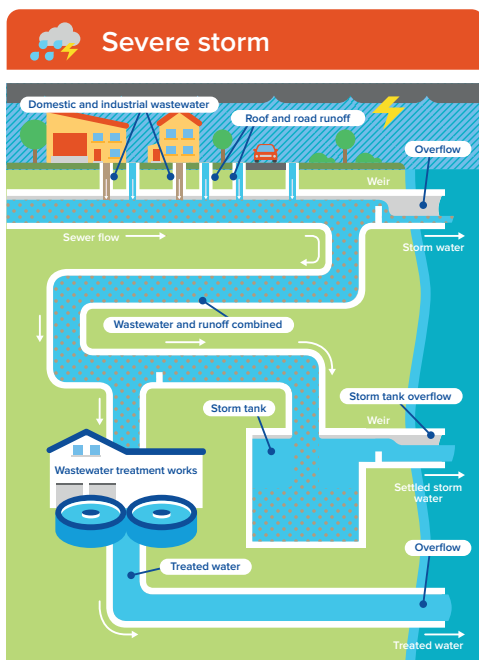 Severe storm
Domestic and industrial wastewater
Roof and road runoff
Overflow
Weir
Sewer flow
Storm water
Wastewater and runoff combined
Storm tank overflow
Storm tank
Weir
Wastewater treatment works
Settled storm
water
Overflow
Treated water
Treated water